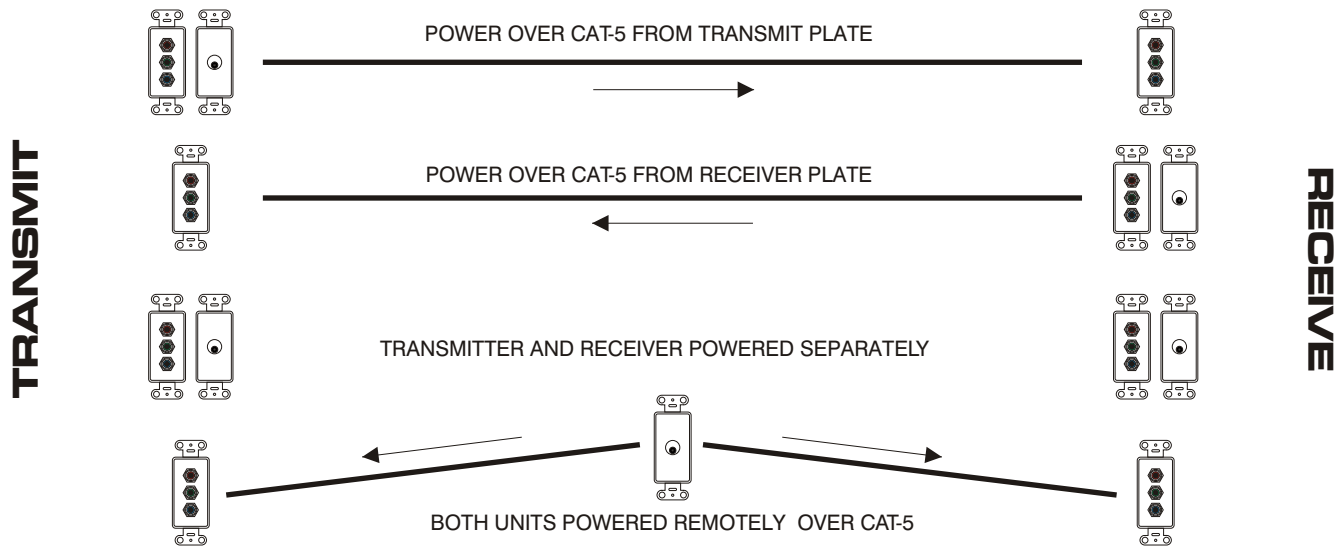 POWER OVER CAT-5 FROM TRANSMIT PLATE
POWER OVER CAT-5 FROM RECEIVER PLATE
TRANSMIT
RECEIVE
TRANSMITTER AND RECEIVER POWERED SEPARATELY
BOTH UNITS POWERED REMOTELY OVER CAT-5